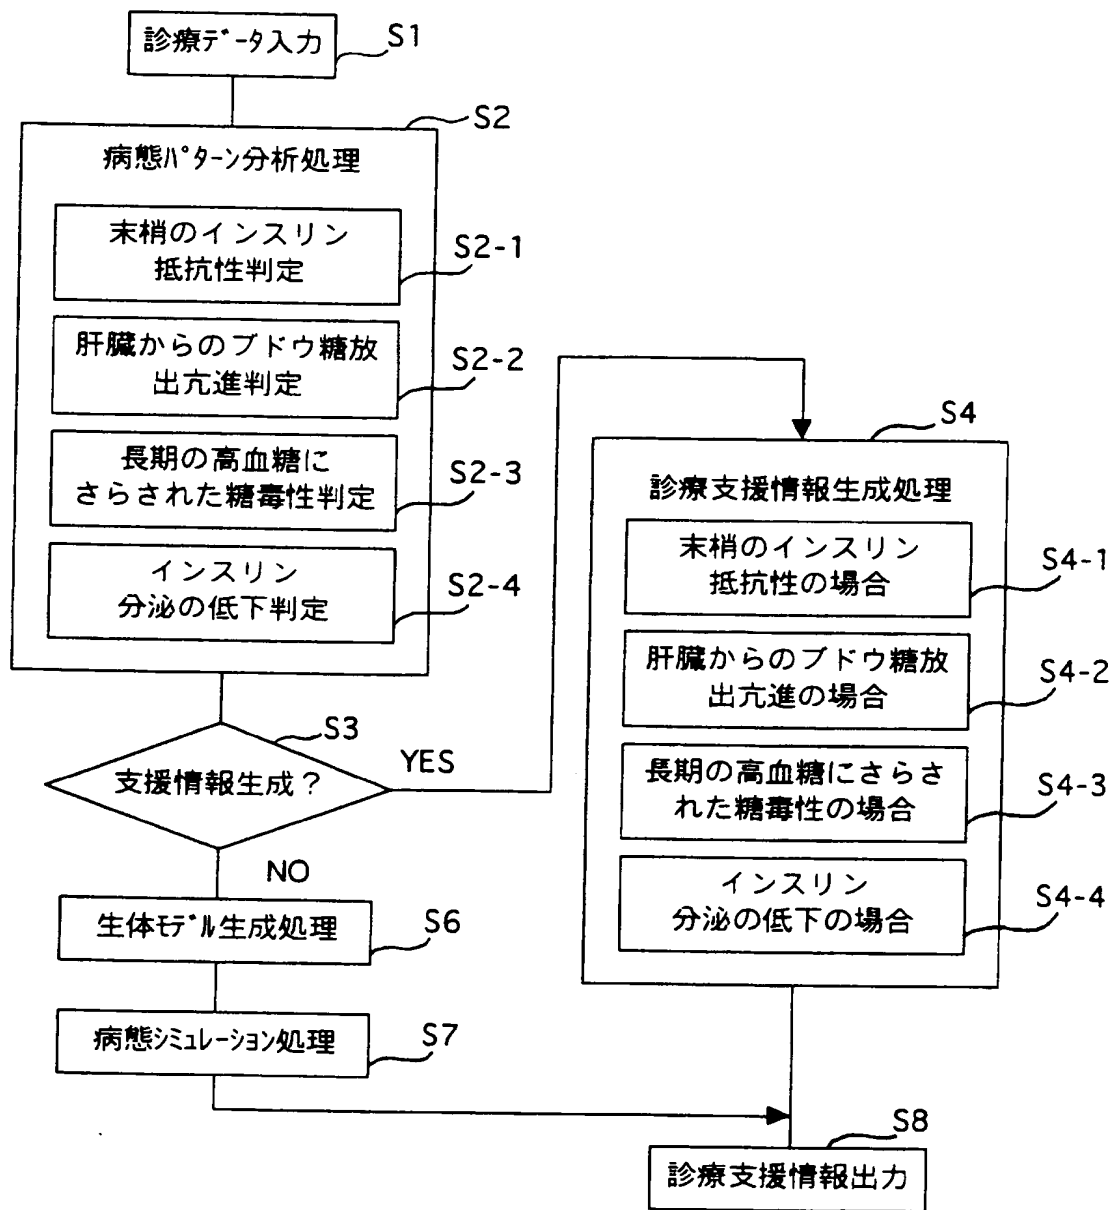 診療ﾃﾞｰﾀ入力
S1
S2
病態ﾊﾟﾀｰﾝ分析処理
末梢のインスリン
抵抗性判定
S2-1
肝臓からのブドウ糖放
出亢進判定
S2-2
長期の高血糖に
さらされた糖毒性判定
S2-3
インスリン
分泌の低下判定
S2-4
S3
支援情報生成？
YES
NO
生体ﾓﾃﾞﾙ生成処理
S6
病態ｼﾐｭﾚｰｼｮﾝ処理
S7
S4
診療支援情報生成処理
末梢のインスリン
抵抗性の場合
S4-1
肝臓からのブドウ糖放
出亢進の場合
S4-2
長期の高血糖にさらさ
れた糖毒性の場合
S4-3
インスリン
分泌の低下の場合
S4-4
S8
診療支援情報出力